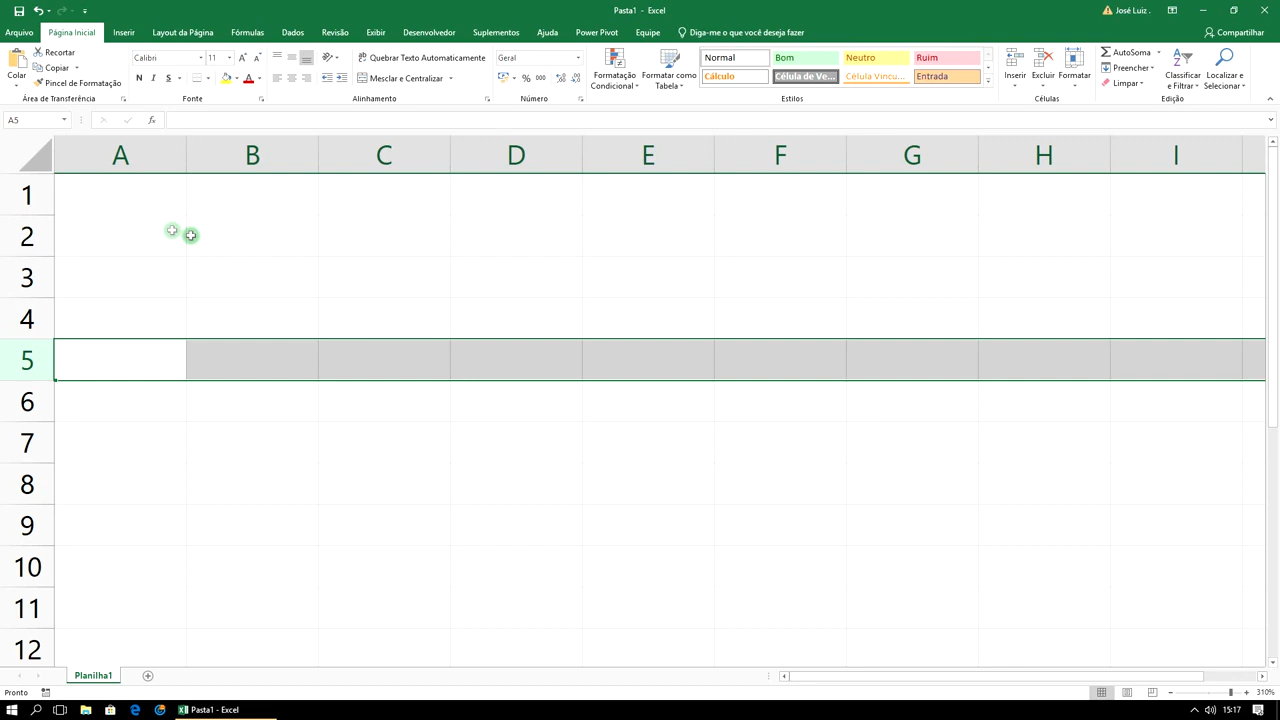 Pasta1 - Excel
José Luiz .
Arquivo Página Inicial Inserir Layout da Página Fórmulas Dados Revisão Exibir Desenvolvedor Suplementos Ajuda Power Pivot Equipe Diga-me o que você deseja fazer Compartilhar
Colar
Recortar
Copiar
Pincel de Formatação
Área de Transferência
Calibri 11
N I S
A
Fonte
ab Quebrar Texto Automaticamente
Mesclar e Centralizar
Alinhamento
Geral
% 000
Número
Formatação Condicional
Formatar como Tabela
Normal Bom Neutro Ruim
Cálculo Célula de Ve... Célula Vincu... Entrada
Estilos
Inserir Excluir Formatar
Células
AutoSoma
Preencher
Limpar
Classificar e Filtrar
Localizar e Selecionar
Edição
A5 fx
A B C D E F G H I
1
2
3
4
5
6
7
8
9
10
11
12
Planilha1
Pronto 310%
Pasta1 - Excel 15:17